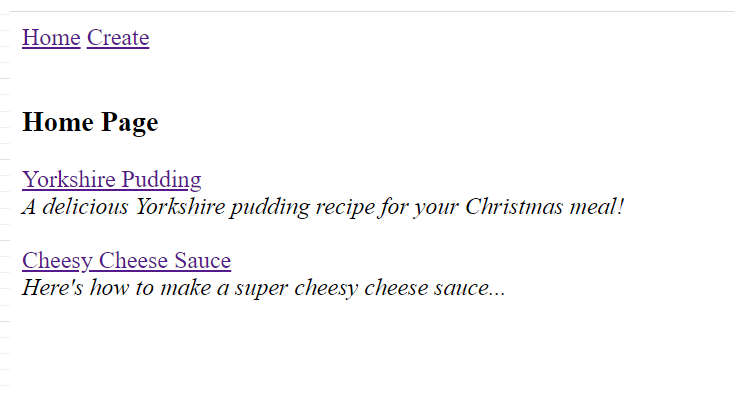 Home Create
Home Page
Yorkshire Pudding
A delicious Yorkshire pudding recipe for your Christmas meal!
Cheesy Cheese Sauce
Here's how to make a super cheesy cheese sauce...